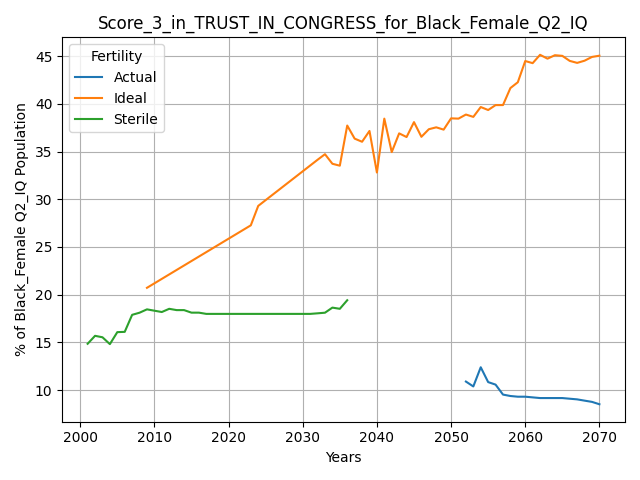 Score_3_in_TRUST_IN_CONGRESS_for_Black_Female_Q2_IQ
Fertility
Actual
Ideal
Sterile
% of Black_Female Q2_IQ Population
45
40
35
30
25
20
15
10
2000 2010 2020 2030 2040 2050 2060 2070
Years